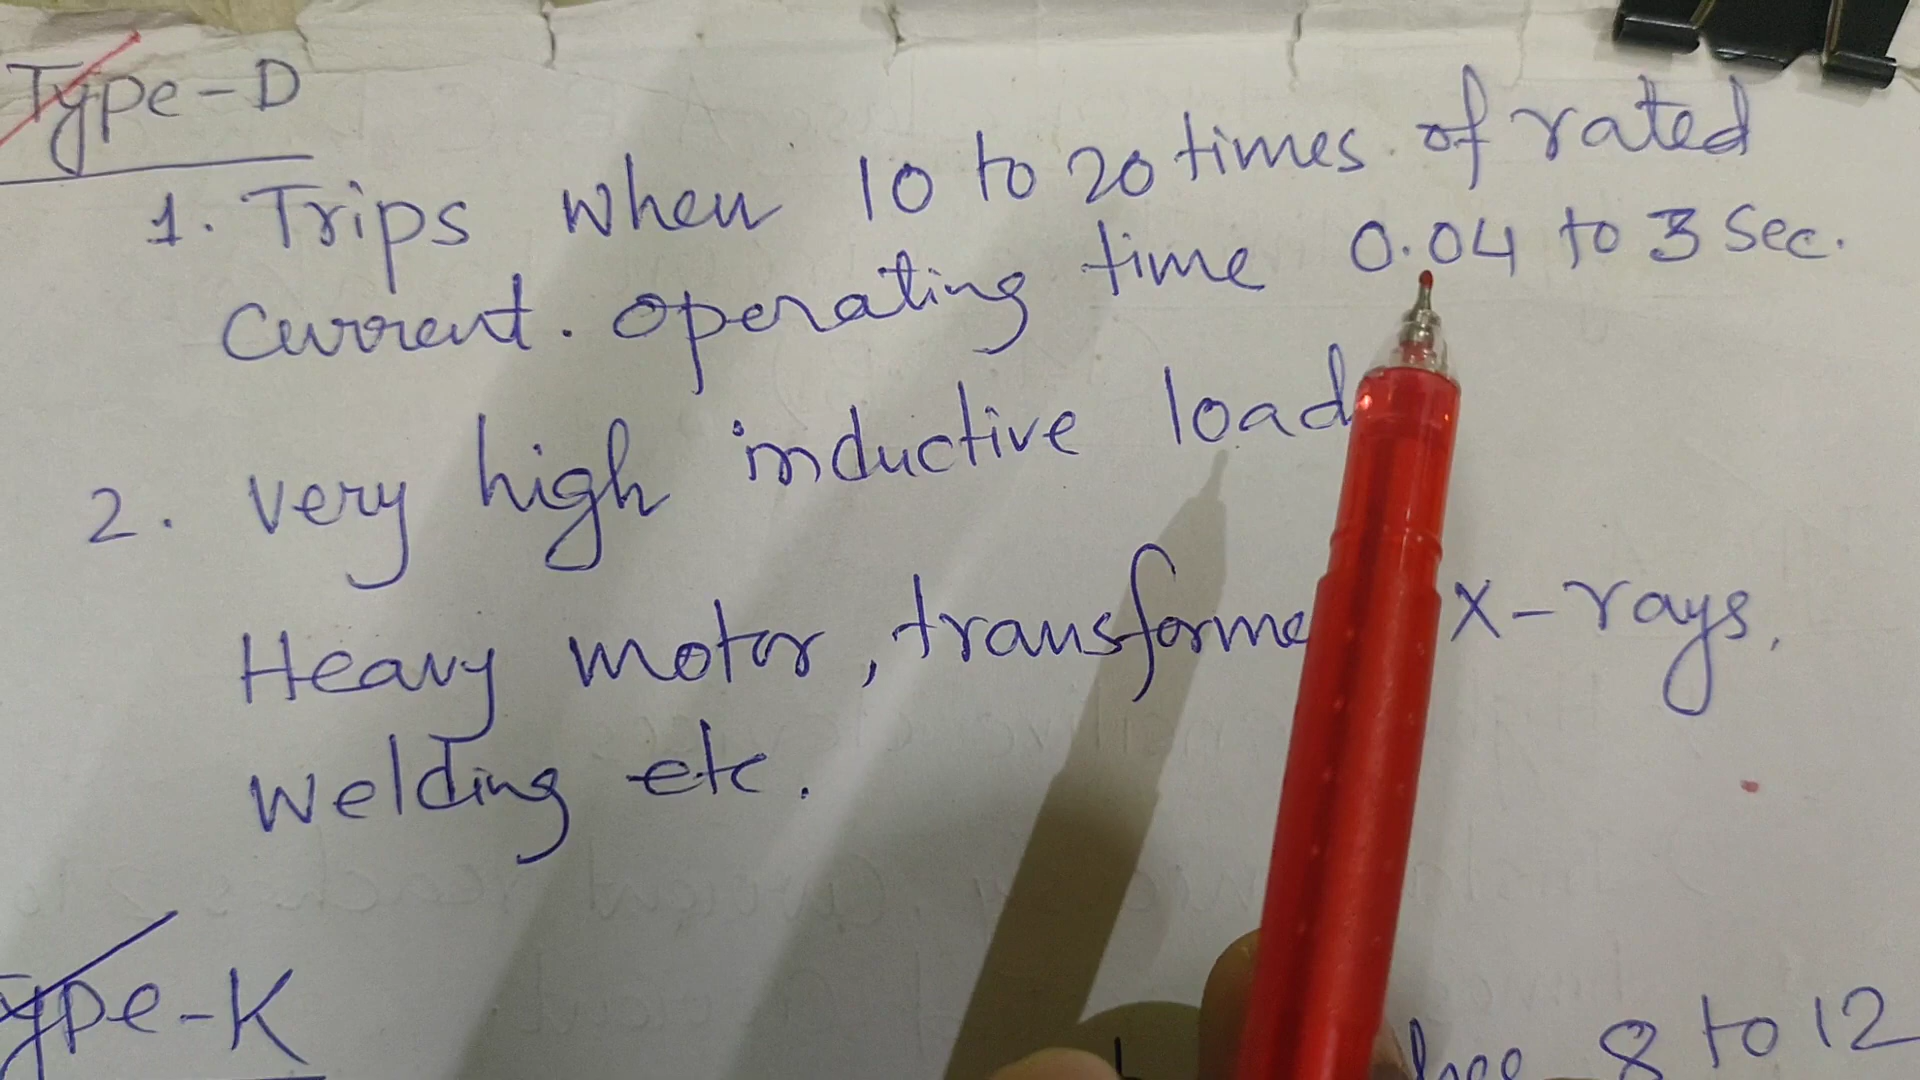 Type-D
1. Trips when 10 to 20 times of rated
current. operating time 0.04 to 3 Sec.
2. very high inductive load
Heavy motor, transforme X-rays,
welding etc.
ype-K
8 to 12